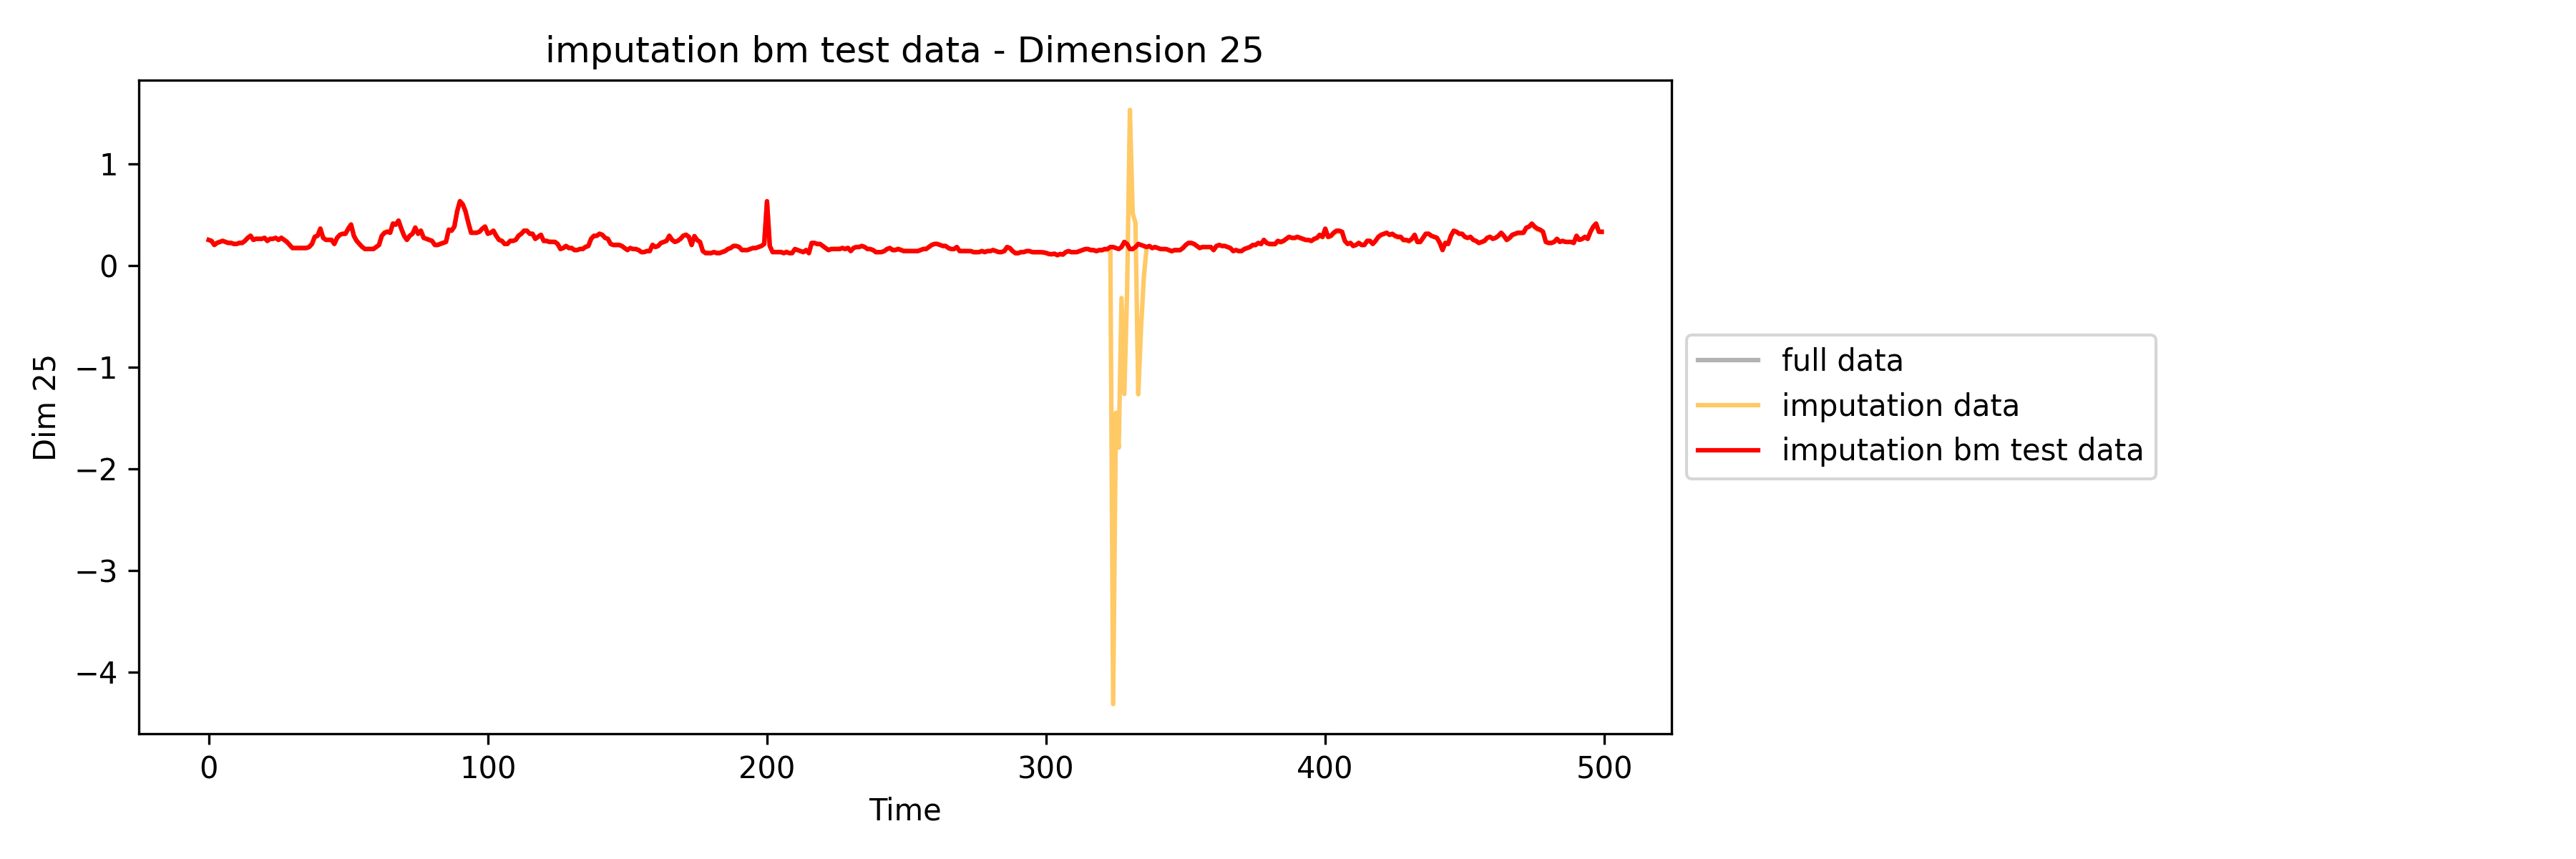 imputation bm test data - Dimension 25
1
0
−1
−2
−3
−4
Dim 25
0
100
200
300
400
500
Time
full data
imputation data
imputation bm test data